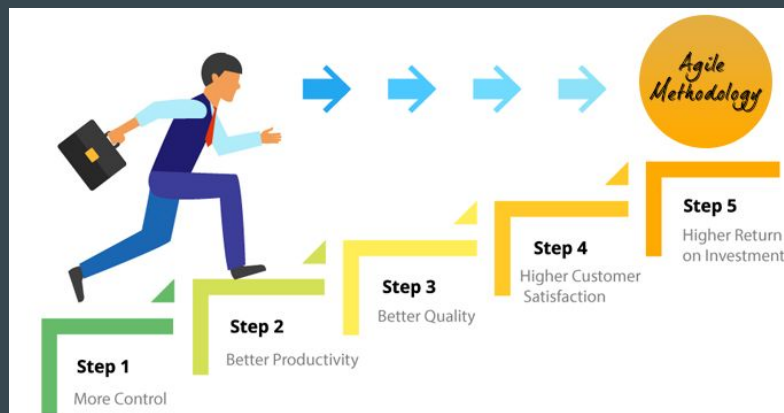 Agile
Methodology
Step 1
More Control
Step 2
Better Productivity
Step 3
Better Quality
Step 4
Higher Customer
Satisfaction
Step 5
Higher Return
on Investment